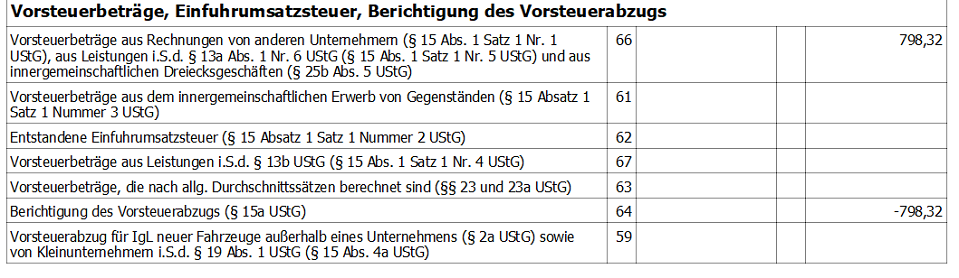 Vorsteuerbeträge, Einfuhrumsatzsteuer, Berichtigung des Vorsteuerabzugs
Vorsteuerbeträge aus Rechnungen von anderen Unternehmern (§ 15 Abs. 1 Satz 1 Nr. 1 66 798,32
UStG), aus Leistungen i.S.d. § 13a Abs. 1 Nr. 6 UStG (§ 15 Abs. 1 Satz 1 Nr. 5 UStG) und aus
innergemeinschaftlichen Dreiecksgeschäften (§ 25b Abs. 5 UStG)
Vorsteuerbeträge aus dem innergemeinschaftlichen Erwerb von Gegenständen (§ 15 Absatz 1 61
Satz 1 Nummer 3 UStG)
Entstandene Einfuhrumsatzsteuer (§ 15 Absatz 1 Satz 1 Nummer 2 UStG) 62
Vorsteuerbeträge aus Leistungen i.S.d. § 13b UStG (§ 15 Abs. 1 Satz 1 Nr. 4 UStG) 67
Vorsteuerbeträge, die nach allg. Durchschnittssätzen berechnet sind (§§ 23 und 23a UStG) 63
Berichtigung des Vorsteuerabzugs (§ 15a UStG) 64 -798,32
Vorsteuerabzug für IgL neuer Fahrzeuge außerhalb eines Unternehmens (§ 2a UStG) sowie 59
von Kleinunternehmern i.S.d. § 19 Abs. 1 UStG (§ 15 Abs. 4a UStG)